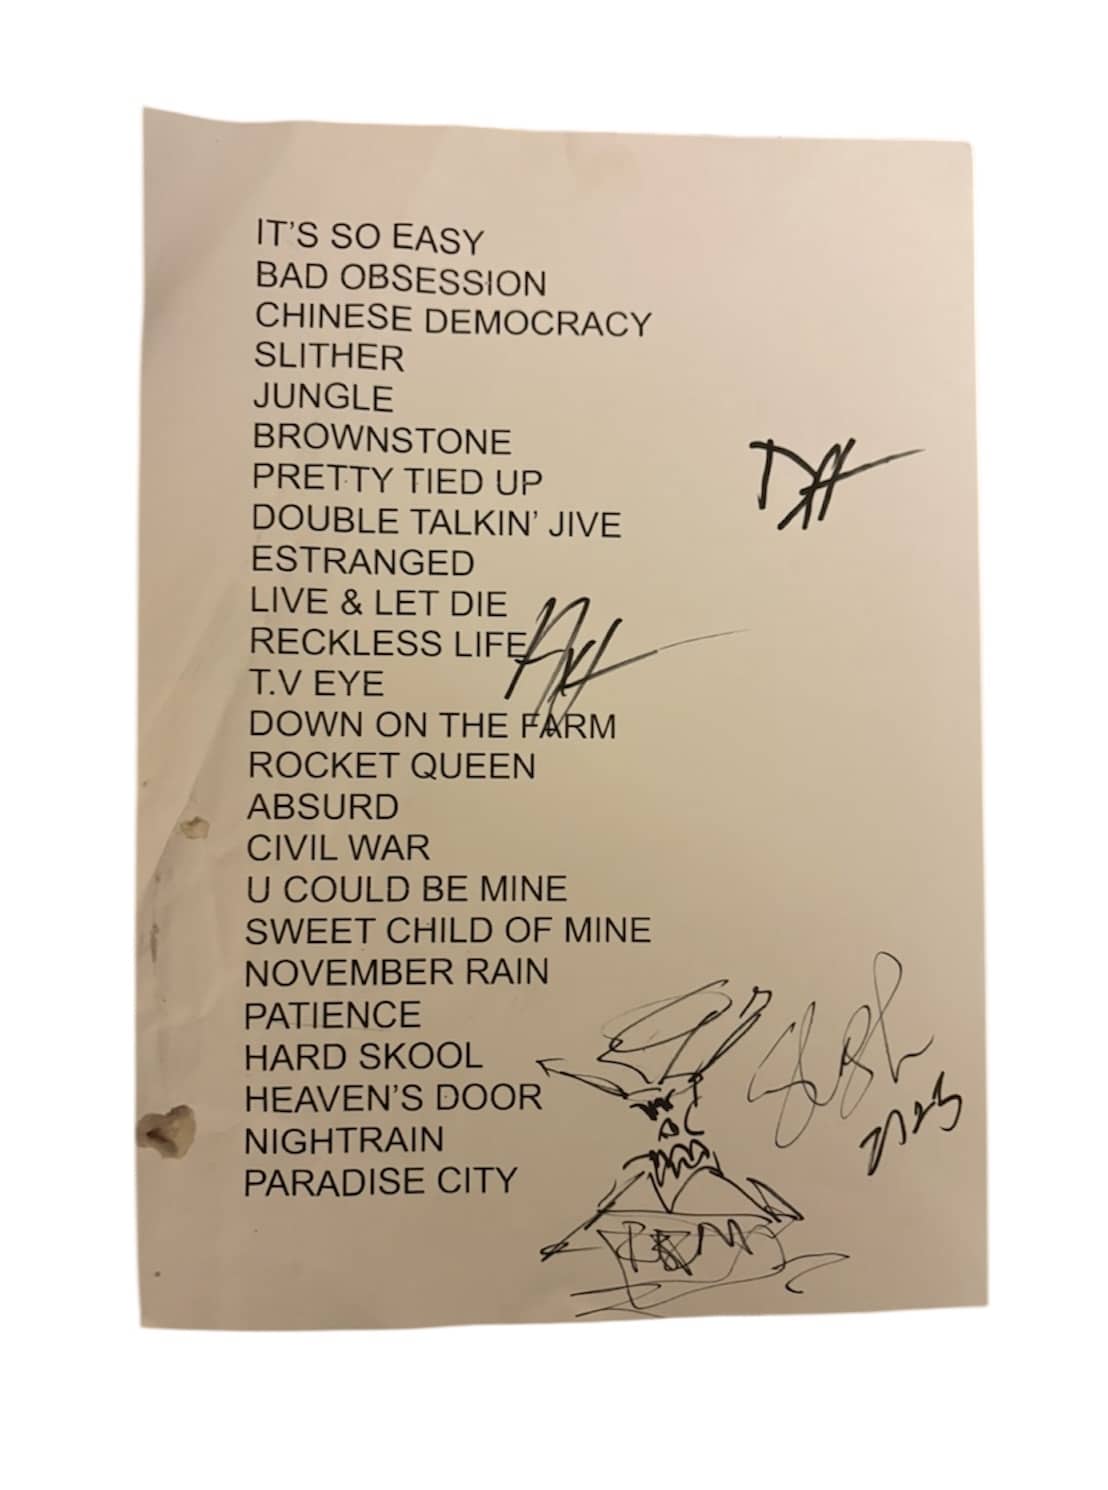 IT'S SO EASY
BAD OBSESSION
CHINESE DEMOCRACY
SLITHER
JUNGLE
BROWNSTONE
PRETTY TIED UP
DOUBLE TALKIN' JIVE
ESTRANGED
LIVE & LET DIE
RECKLESS LIFE
T.V EYE
DOWN ON THE FARM
ROCKET QUEEN
ABSURD
CIVIL WAR
U COULD BE MINE
SWEET CHILD OF MINE
NOVEMBER RAIN
PATIENCE
HARD SKOOL
HEAVEN'S DOOR
NIGHTRAIN
PARADISE CITY
Slash